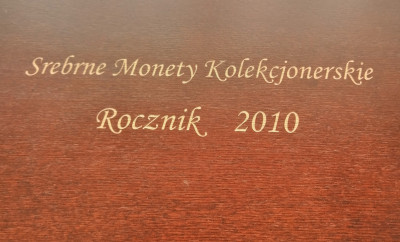 Srebrne Monety Kolekcjonerskie
Rocznik 2010